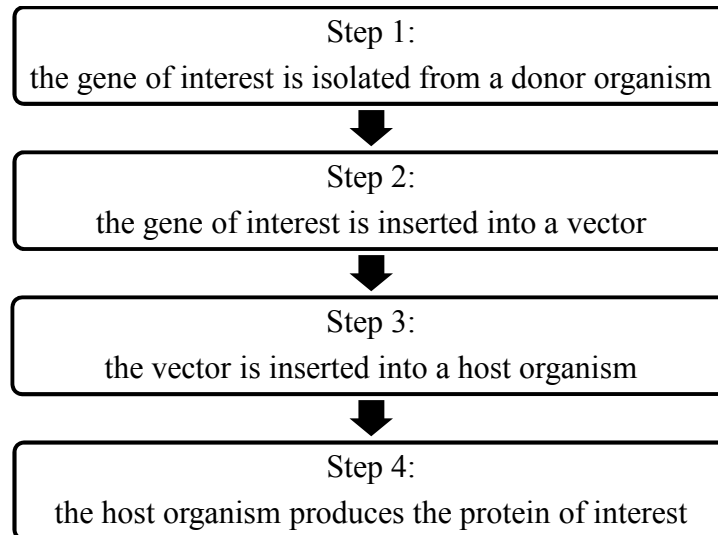 Step 1:
the gene of interest is isolated from a donor organism
Step 2:
the gene of interest is inserted into a vector
Step 3:
the vector is inserted into a host organism
Step 4:
the host organism produces the protein of interest